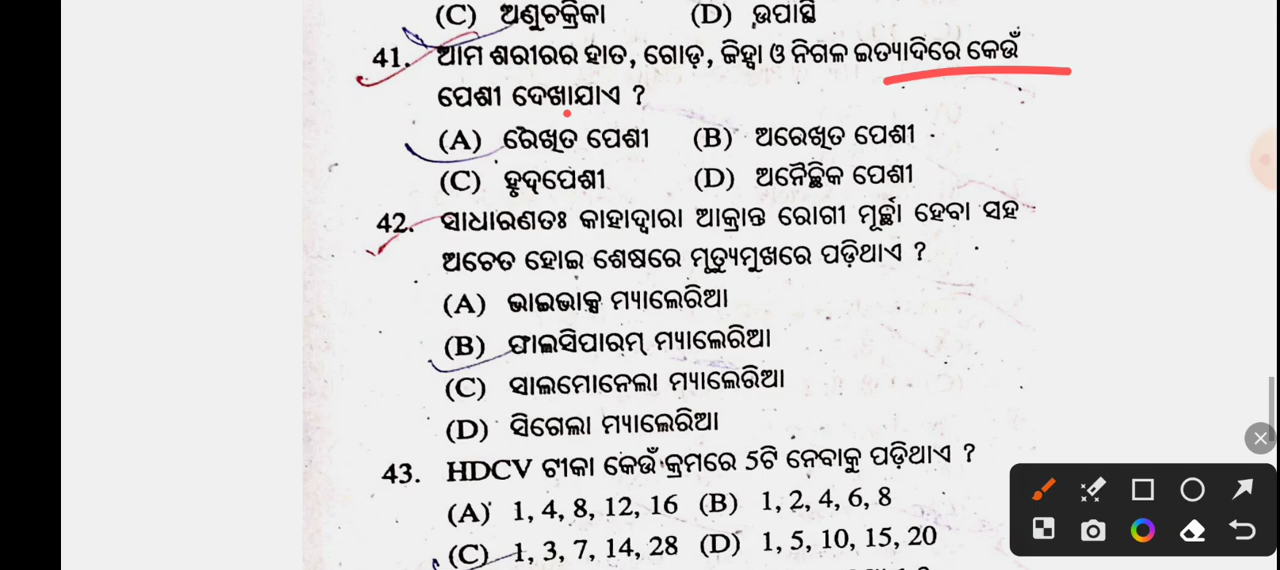 (C) ଅଣୁଚକ୍ରିକା (D) ଉପାସ୍ଥି
41. ଆମ ଶରୀରର ହାତ, ଗୋଡ଼, ଜିହ୍ଵା ଓ ନିଗଳ ଇତ୍ୟାଦିରେ କେଉଁ
ପେଶୀ ଦେଖାଯାଏ ?
(A) ରେଖିତ ପେଶୀ (B) ଅରେଖିତ ପେଶୀ
(C) ହୃଦ୍‌ପେଶୀ (D) ଅନୈଚ୍ଛିକ ପେଶୀ
42. ସାଧାରଣତଃ କାହାଦ୍ୱାରା ଆକ୍ରାନ୍ତ ରୋଗୀ ମୂର୍ଚ୍ଛା ହେବା ସହ
ଅଚେତ ହୋଇ ଶେଷରେ ମୃତ୍ୟୁମୁଖରେ ପଡ଼ିଥାଏ ?
(A) ଭାଇଭାକ୍ସ ମ୍ୟାଲେରିଆ
(B) ଫାଲସିପାରମ୍ ମ୍ୟାଲେରିଆ
(C) ସାଲମୋନେଲା ମ୍ୟାଲେରିଆ
(D) ସିଗେଲା ମ୍ୟାଲେରିଆ
43. HDCV ଟୀକା କେଉଁ କ୍ରମରେ 5ଟି ନେବାକୁ ପଡ଼ିଥାଏ ?
(A) 1, 4, 8, 12, 16 (B) 1, 2, 4, 6, 8
(C) 1, 3, 7, 14, 28 (D) 1, 5, 10, 15, 20